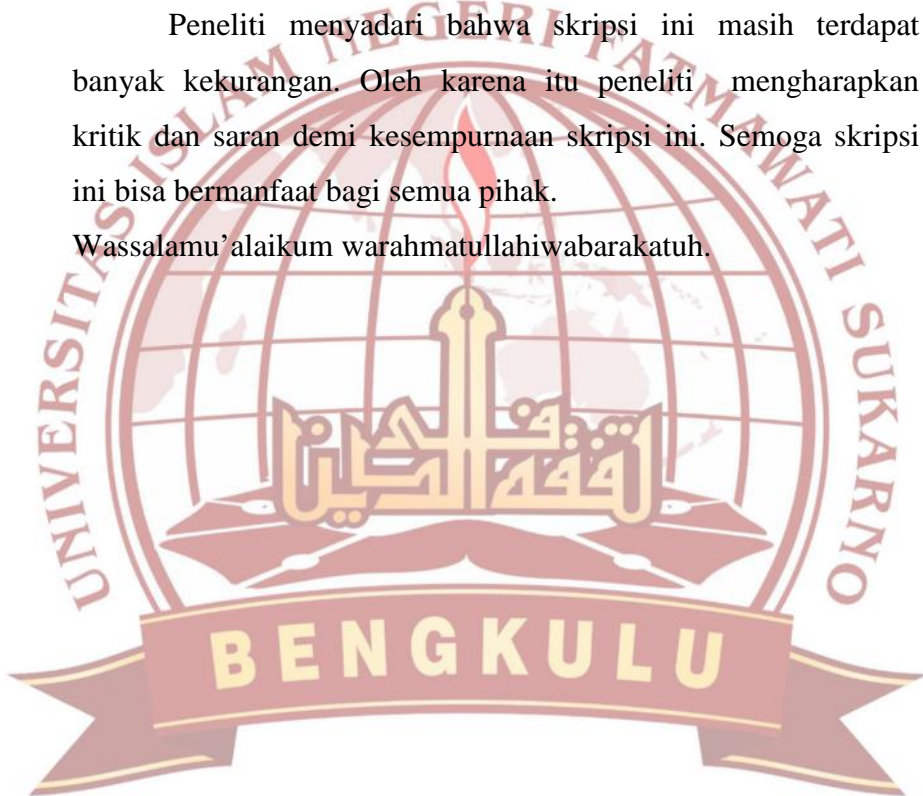 Peneliti menyadari bahwa skripsi ini masih terdapat
banyak kekurangan. Oleh karena itu peneliti mengharapkan
kritik dan saran demi kesempurnaan skripsi ini. Semoga skripsi
ini bisa bermanfaat bagi semua pihak.
Wassalamu’alaikum warahmatullahiwabarakatuh.
UNIVERSITAS ISLAM NEGERI FATMAWATI SUKARNO
BENGKULU